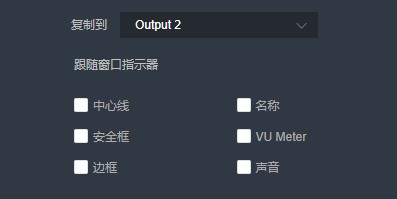 复制到 Output 2
跟随窗口指示器
中心线 名称
安全框 VU Meter
边框 声音